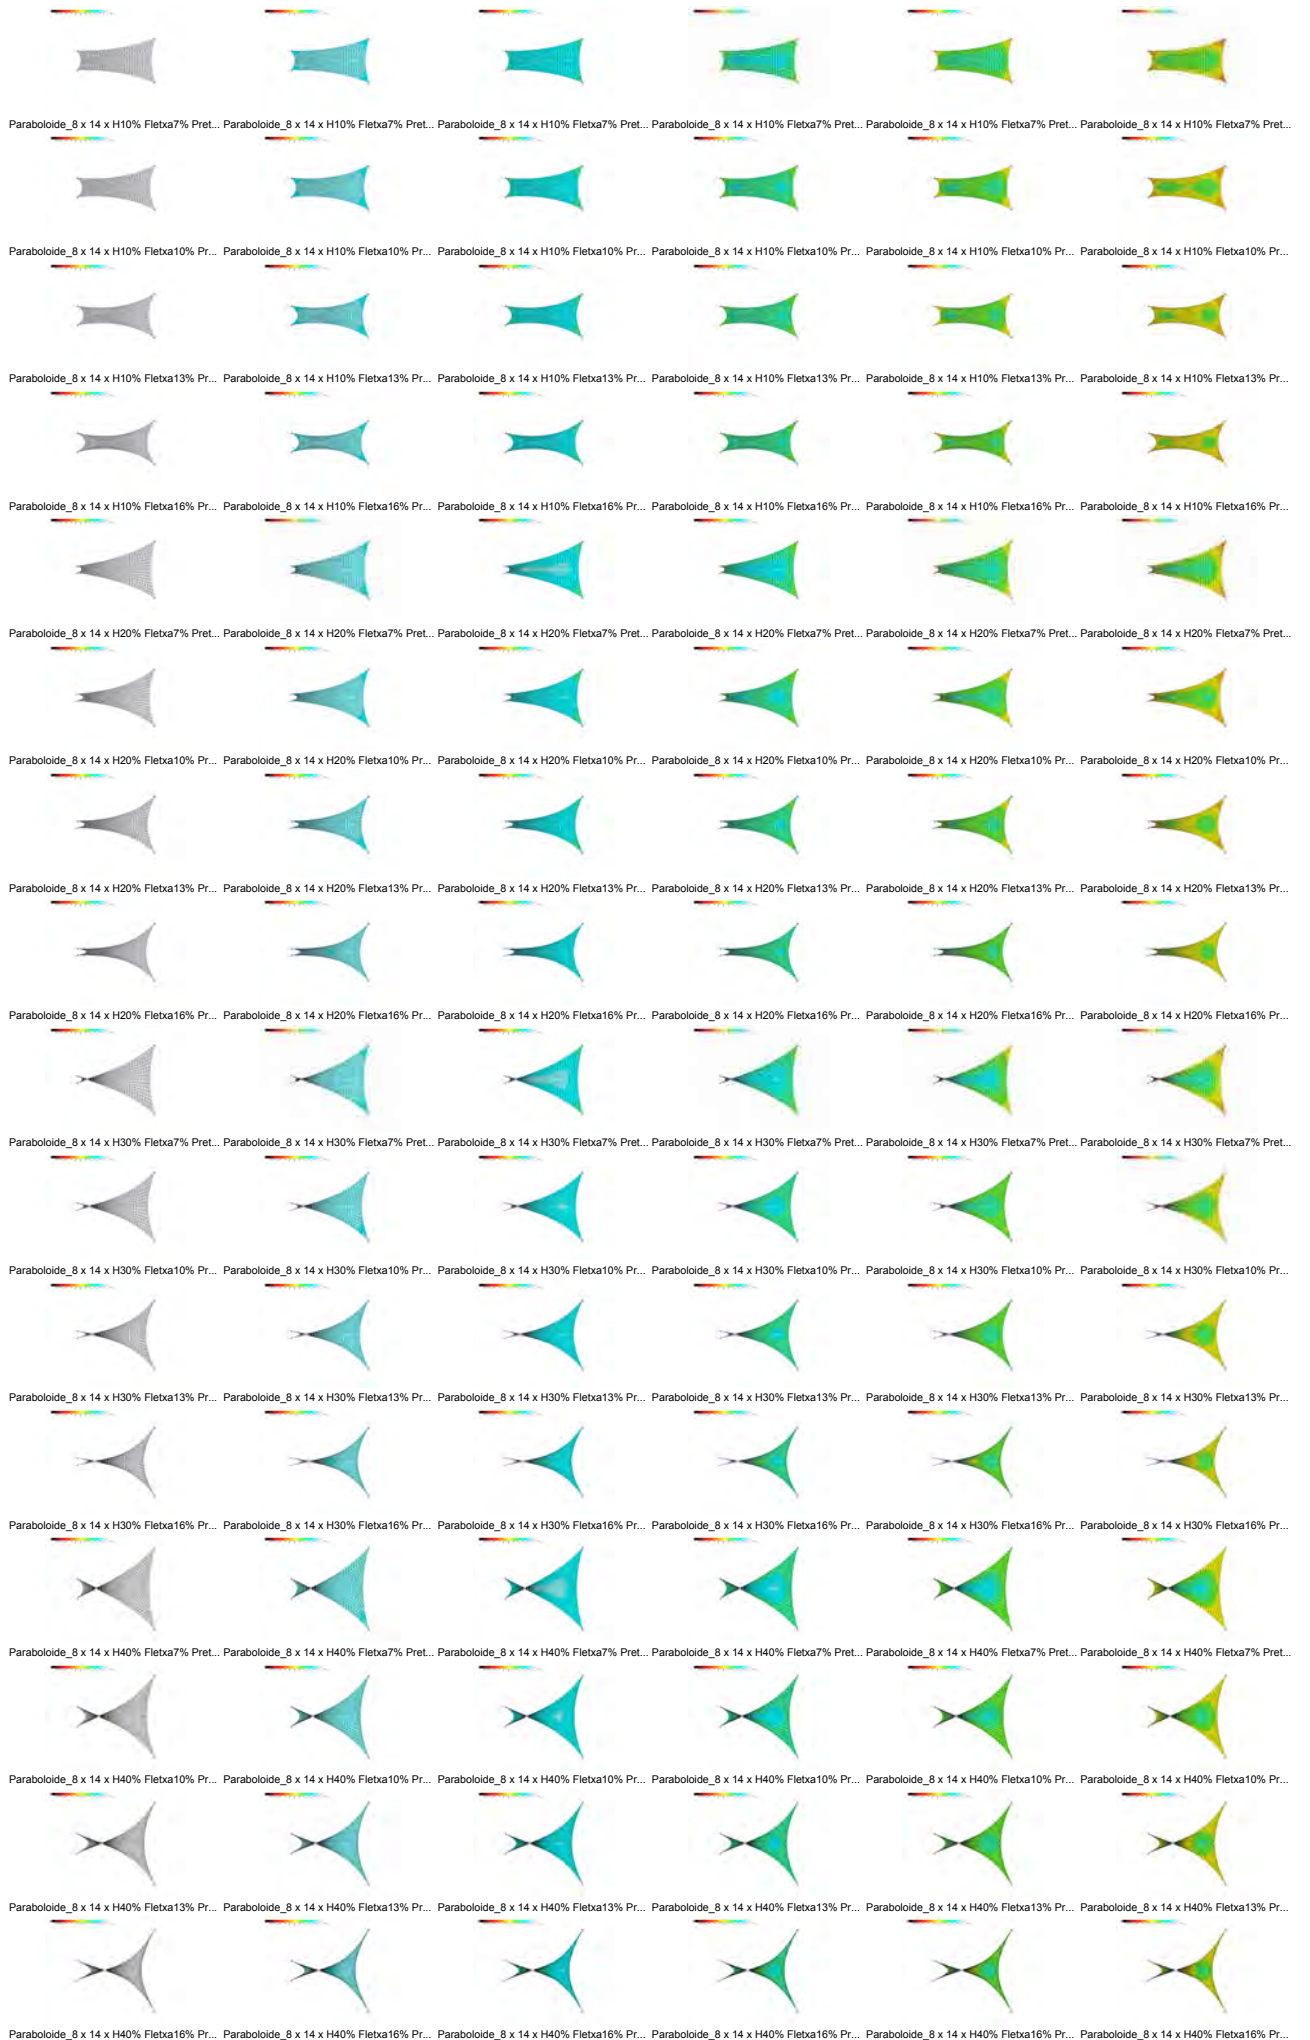 Paraboloide_8 x 14 x H10% Fletxa7% Pret... Paraboloide_8 x 14 x H10% Fletxa7% Pret... Paraboloide_8 x 14 x H10% Fletxa7% Pret... Paraboloide_8 x 14 x H10% Fletxa7% Pret... Paraboloide_8 x 14 x H10% Fletxa7% Pret... Paraboloide_8 x 14 x H10% Fletxa7% Pret...
Paraboloide_8 x 14 x H10% Fletxa10% Pr... Paraboloide_8 x 14 x H10% Fletxa10% Pr... Paraboloide_8 x 14 x H10% Fletxa10% Pr... Paraboloide_8 x 14 x H10% Fletxa10% Pr... Paraboloide_8 x 14 x H10% Fletxa10% Pr... Paraboloide_8 x 14 x H10% Fletxa10% Pr...
Paraboloide_8 x 14 x H10% Fletxa13% Pr... Paraboloide_8 x 14 x H10% Fletxa13% Pr... Paraboloide_8 x 14 x H10% Fletxa13% Pr... Paraboloide_8 x 14 x H10% Fletxa13% Pr... Paraboloide_8 x 14 x H10% Fletxa13% Pr... Paraboloide_8 x 14 x H10% Fletxa13% Pr...
Paraboloide_8 x 14 x H10% Fletxa16% Pr... Paraboloide_8 x 14 x H10% Fletxa16% Pr... Paraboloide_8 x 14 x H10% Fletxa16% Pr... Paraboloide_8 x 14 x H10% Fletxa16% Pr... Paraboloide_8 x 14 x H10% Fletxa16% Pr... Paraboloide_8 x 14 x H10% Fletxa16% Pr...
Paraboloide_8 x 14 x H20% Fletxa7% Pret... Paraboloide_8 x 14 x H20% Fletxa7% Pret... Paraboloide_8 x 14 x H20% Fletxa7% Pret... Paraboloide_8 x 14 x H20% Fletxa7% Pret... Paraboloide_8 x 14 x H20% Fletxa7% Pret... Paraboloide_8 x 14 x H20% Fletxa7% Pret...
Paraboloide_8 x 14 x H20% Fletxa10% Pr... Paraboloide_8 x 14 x H20% Fletxa10% Pr... Paraboloide_8 x 14 x H20% Fletxa10% Pr... Paraboloide_8 x 14 x H20% Fletxa10% Pr... Paraboloide_8 x 14 x H20% Fletxa10% Pr... Paraboloide_8 x 14 x H20% Fletxa10% Pr...
Paraboloide_8 x 14 x H20% Fletxa13% Pr... Paraboloide_8 x 14 x H20% Fletxa13% Pr... Paraboloide_8 x 14 x H20% Fletxa13% Pr... Paraboloide_8 x 14 x H20% Fletxa13% Pr... Paraboloide_8 x 14 x H20% Fletxa13% Pr... Paraboloide_8 x 14 x H20% Fletxa13% Pr...
Paraboloide_8 x 14 x H20% Fletxa16% Pr... Paraboloide_8 x 14 x H20% Fletxa16% Pr... Paraboloide_8 x 14 x H20% Fletxa16% Pr... Paraboloide_8 x 14 x H20% Fletxa16% Pr... Paraboloide_8 x 14 x H20% Fletxa16% Pr... Paraboloide_8 x 14 x H20% Fletxa16% Pr...
Paraboloide_8 x 14 x H30% Fletxa7% Pret... Paraboloide_8 x 14 x H30% Fletxa7% Pret... Paraboloide_8 x 14 x H30% Fletxa7% Pret... Paraboloide_8 x 14 x H30% Fletxa7% Pret... Paraboloide_8 x 14 x H30% Fletxa7% Pret... Paraboloide_8 x 14 x H30% Fletxa7% Pret...
Paraboloide_8 x 14 x H30% Fletxa10% Pr... Paraboloide_8 x 14 x H30% Fletxa10% Pr... Paraboloide_8 x 14 x H30% Fletxa10% Pr... Paraboloide_8 x 14 x H30% Fletxa10% Pr... Paraboloide_8 x 14 x H30% Fletxa10% Pr... Paraboloide_8 x 14 x H30% Fletxa10% Pr...
Paraboloide_8 x 14 x H30% Fletxa13% Pr... Paraboloide_8 x 14 x H30% Fletxa13% Pr... Paraboloide_8 x 14 x H30% Fletxa13% Pr... Paraboloide_8 x 14 x H30% Fletxa13% Pr... Paraboloide_8 x 14 x H30% Fletxa13% Pr... Paraboloide_8 x 14 x H30% Fletxa13% Pr...
Paraboloide_8 x 14 x H30% Fletxa16% Pr... Paraboloide_8 x 14 x H30% Fletxa16% Pr... Paraboloide_8 x 14 x H30% Fletxa16% Pr... Paraboloide_8 x 14 x H30% Fletxa16% Pr... Paraboloide_8 x 14 x H30% Fletxa16% Pr... Paraboloide_8 x 14 x H30% Fletxa16% Pr...
Paraboloide_8 x 14 x H40% Fletxa7% Pret... Paraboloide_8 x 14 x H40% Fletxa7% Pret... Paraboloide_8 x 14 x H40% Fletxa7% Pret... Paraboloide_8 x 14 x H40% Fletxa7% Pret... Paraboloide_8 x 14 x H40% Fletxa7% Pret... Paraboloide_8 x 14 x H40% Fletxa7% Pret...
Paraboloide_8 x 14 x H40% Fletxa10% Pr... Paraboloide_8 x 14 x H40% Fletxa10% Pr... Paraboloide_8 x 14 x H40% Fletxa10% Pr... Paraboloide_8 x 14 x H40% Fletxa10% Pr... Paraboloide_8 x 14 x H40% Fletxa10% Pr... Paraboloide_8 x 14 x H40% Fletxa10% Pr...
Paraboloide_8 x 14 x H40% Fletxa13% Pr... Paraboloide_8 x 14 x H40% Fletxa13% Pr... Paraboloide_8 x 14 x H40% Fletxa13% Pr... Paraboloide_8 x 14 x H40% Fletxa13% Pr... Paraboloide_8 x 14 x H40% Fletxa13% Pr... Paraboloide_8 x 14 x H40% Fletxa13% Pr...
Paraboloide_8 x 14 x H40% Fletxa16% Pr... Paraboloide_8 x 14 x H40% Fletxa16% Pr... Paraboloide_8 x 14 x H40% Fletxa16% Pr... Paraboloide_8 x 14 x H40% Fletxa16% Pr... Paraboloide_8 x 14 x H40% Fletxa16% Pr... Paraboloide_8 x 14 x H40% Fletxa16% Pr...